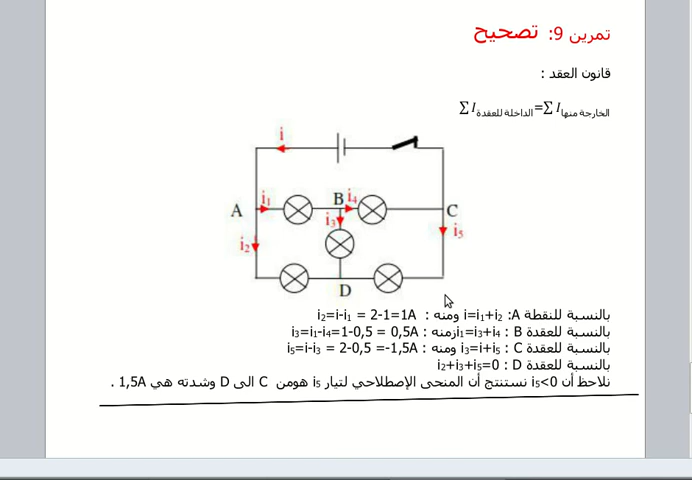 تمرين 9: تصحيح
قانون العقد :
∑I الداخلة للعقدة=∑I الخارجة منها
i
A
i₁
B
i₄
C
i₃
i₂
i₅
D
بالنسبة للنقطة A: i=i₁+i₂ ومنه : i₂=i-i₁ = 2-1=1A
بالنسبة للعقدة B : i₁=i₃+i₄زمنه : i₃=i₁-i₄=1-0,5 = 0,5A
بالنسبة للعقدة C : i₃=i+i₅ ومنه : i₅=i-i₃ = 2-0,5 =-1,5A
بالنسبة للعقدة D : i₂+i₃+i₅=0
نلاحظ أن i₅<0 نستنتج أن المنحى الإصطلاحي لتيار i₅ هومن C الى D وشدته هي 1,5A .